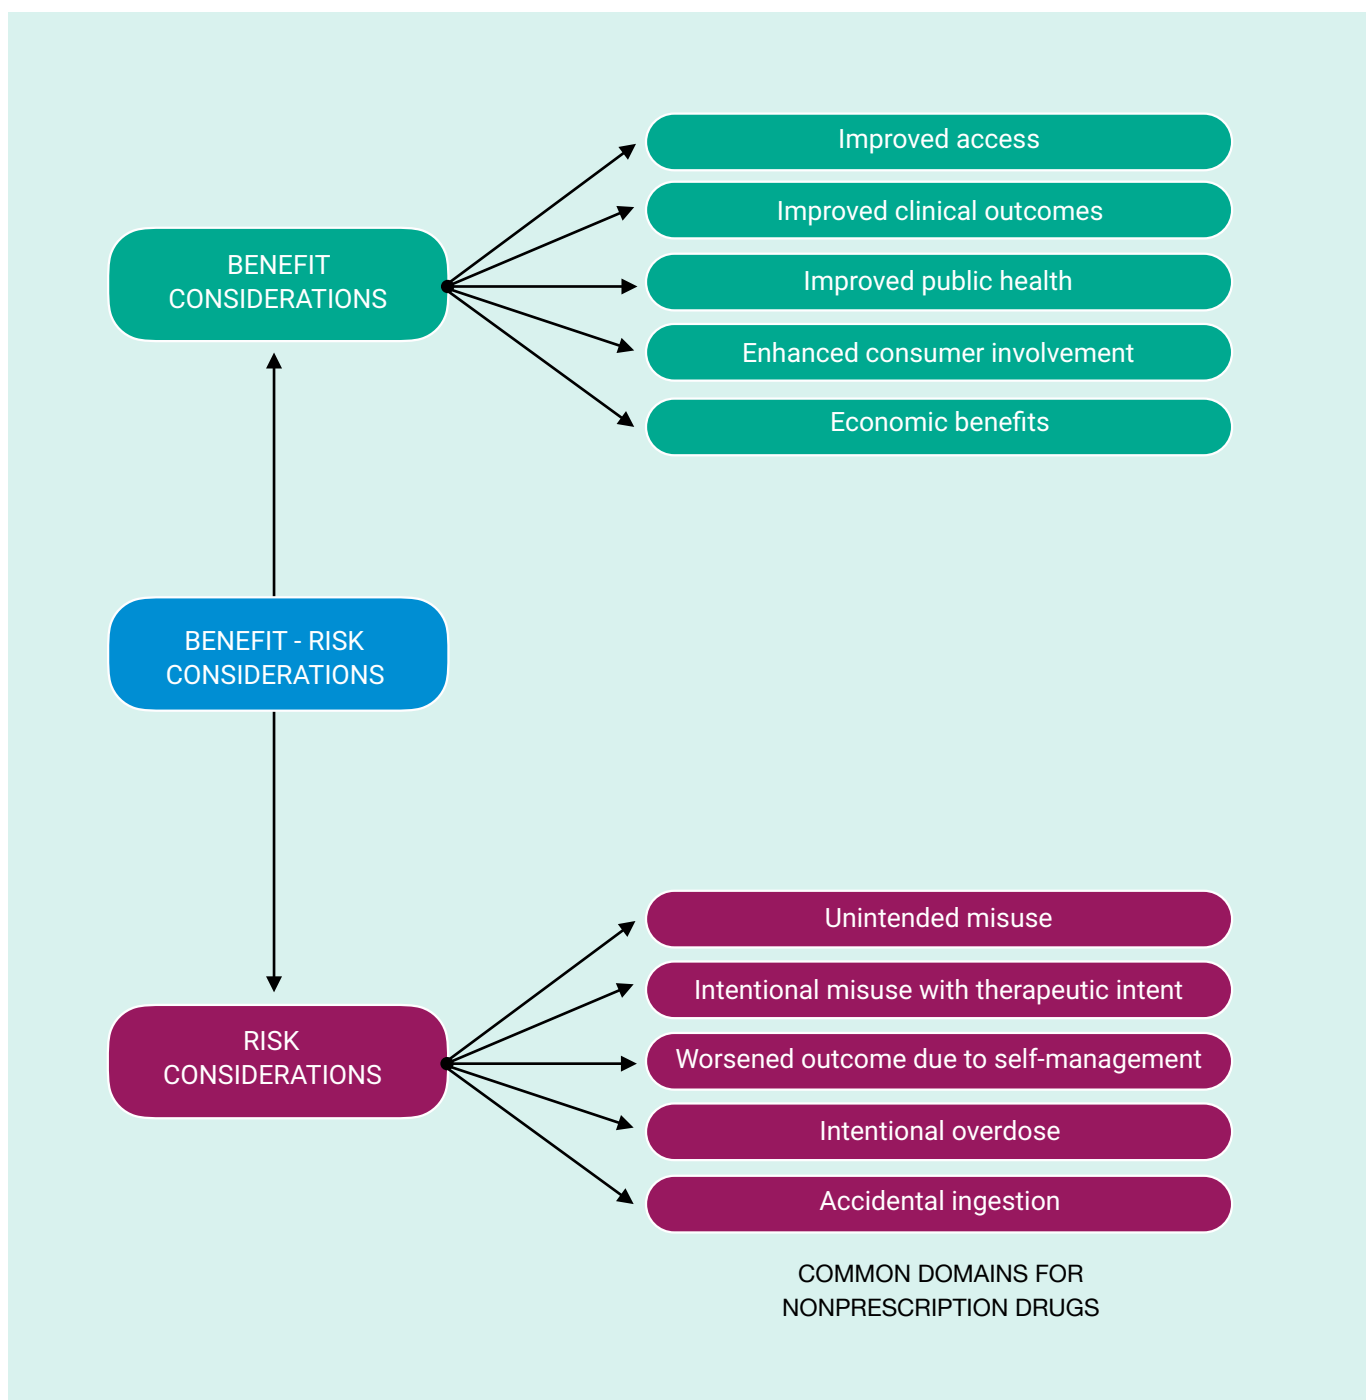 Improved access
Improved clinical outcomes
BENEFIT
CONSIDERATIONS
Improved public health
Enhanced consumer involvement
Economic benefits
BENEFIT - RISK
CONSIDERATIONS
Unintended misuse
Intentional misuse with therapeutic intent
RISK
CONSIDERATIONS
Worsened outcome due to self-management
Intentional overdose
Accidental ingestion
COMMON DOMAINS FOR
NONPRESCRIPTION DRUGS